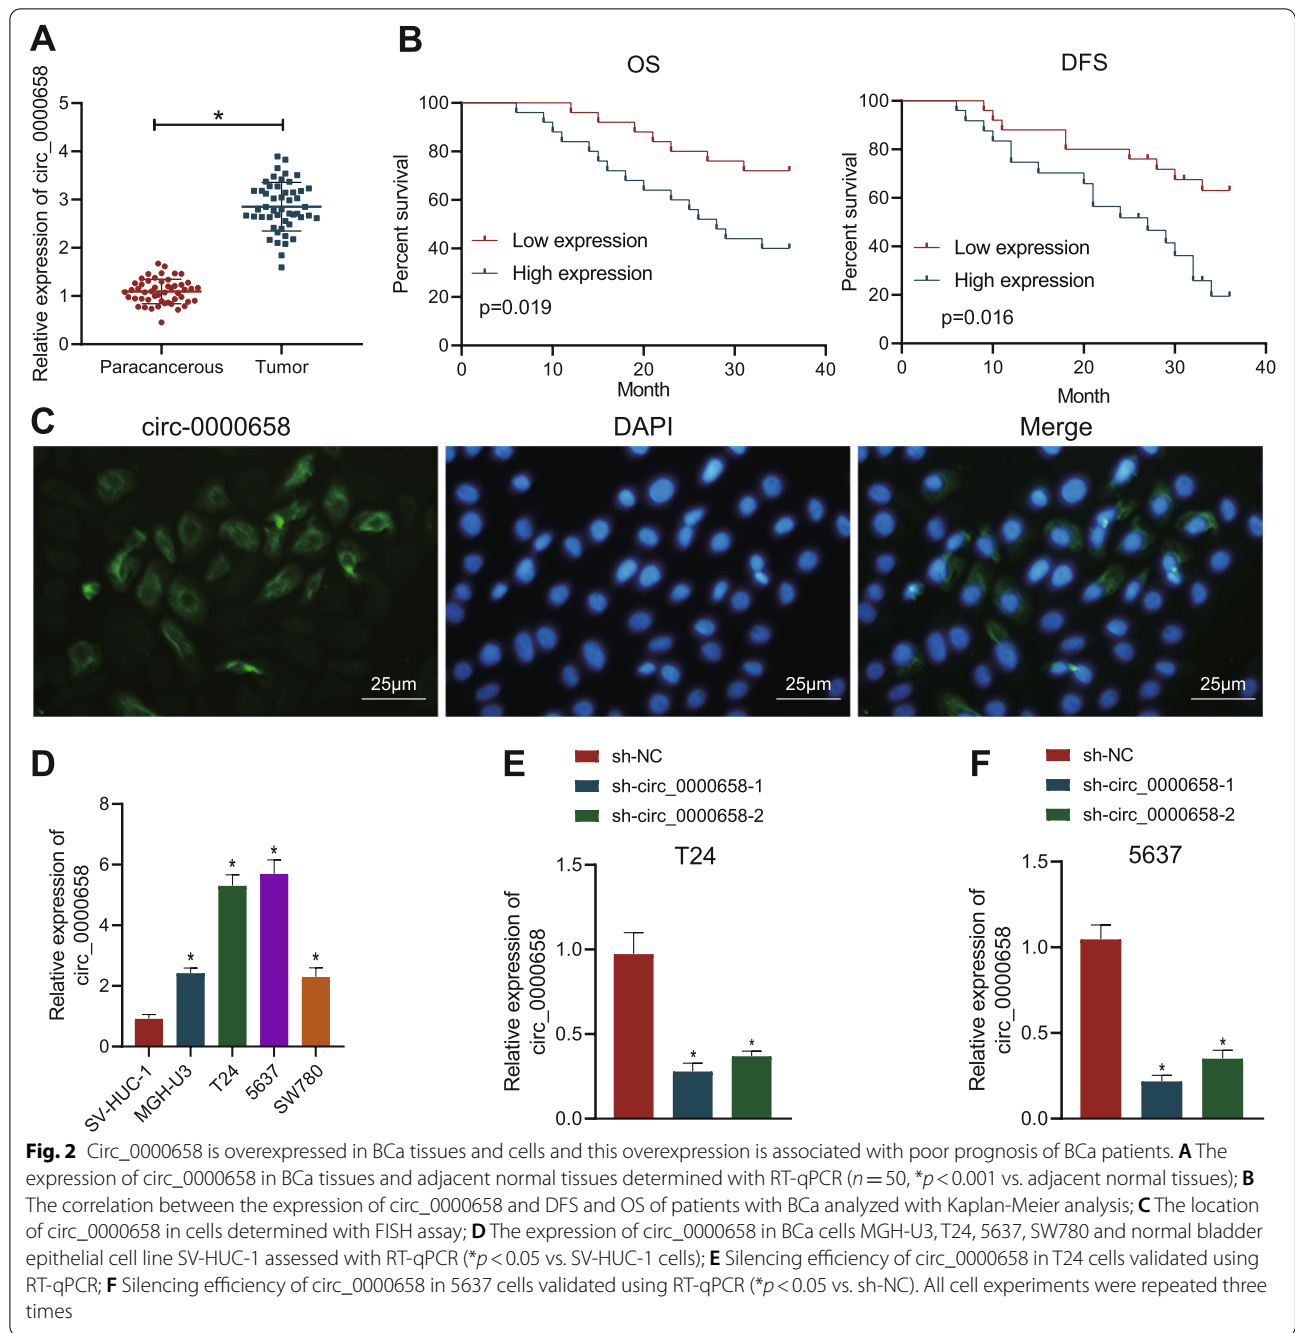 A
Relative expression of circ_0000658
5
4
3
2
1
0
*
Paracancerous
Tumor
B
OS
Percent survival
100
80
60
40
20
0
Low expression
High expression
p=0.019
0
10
20
30
40
Month
DFS
Percent survival
100
80
60
40
20
0
Low expression
High expression
p=0.016
0
10
20
30
40
Month
C
circ-0000658
DAPI
Merge
25μm
25μm
25μm
D
Relative expression of
circ_0000658
8
6
4
2
0
*
*
*
*
SV-HUC-1
MGH-U3
T24
5637
SW780
E
sh-NC
sh-circ_0000658-1
sh-circ_0000658-2
T24
Relative expression of
circ_0000658
1.5
1.0
0.5
0.0
*
*
F
sh-NC
sh-circ_0000658-1
sh-circ_0000658-2
5637
Relative expression of
circ_0000658
1.5
1.0
0.5
0.0
*
*
Fig. 2 Circ_0000658 is overexpressed in BCa tissues and cells and this overexpression is associated with poor prognosis of BCa patients. A The
expression of circ_0000658 in BCa tissues and adjacent normal tissues determined with RT-qPCR (n = 50, *p < 0.001 vs. adjacent normal tissues); B
The correlation between the expression of circ_0000658 and DFS and OS of patients with BCa analyzed with Kaplan-Meier analysis; C The location
of circ_0000658 in cells determined with FISH assay; D The expression of circ_0000658 in BCa cells MGH-U3, T24, 5637, SW780 and normal bladder
epithelial cell line SV-HUC-1 assessed with RT-qPCR (*p < 0.05 vs. SV-HUC-1 cells); E Silencing efficiency of circ_0000658 in T24 cells validated using
RT-qPCR; F Silencing efficiency of circ_0000658 in 5637 cells validated using RT-qPCR (*p < 0.05 vs. sh-NC). All cell experiments were repeated three
times